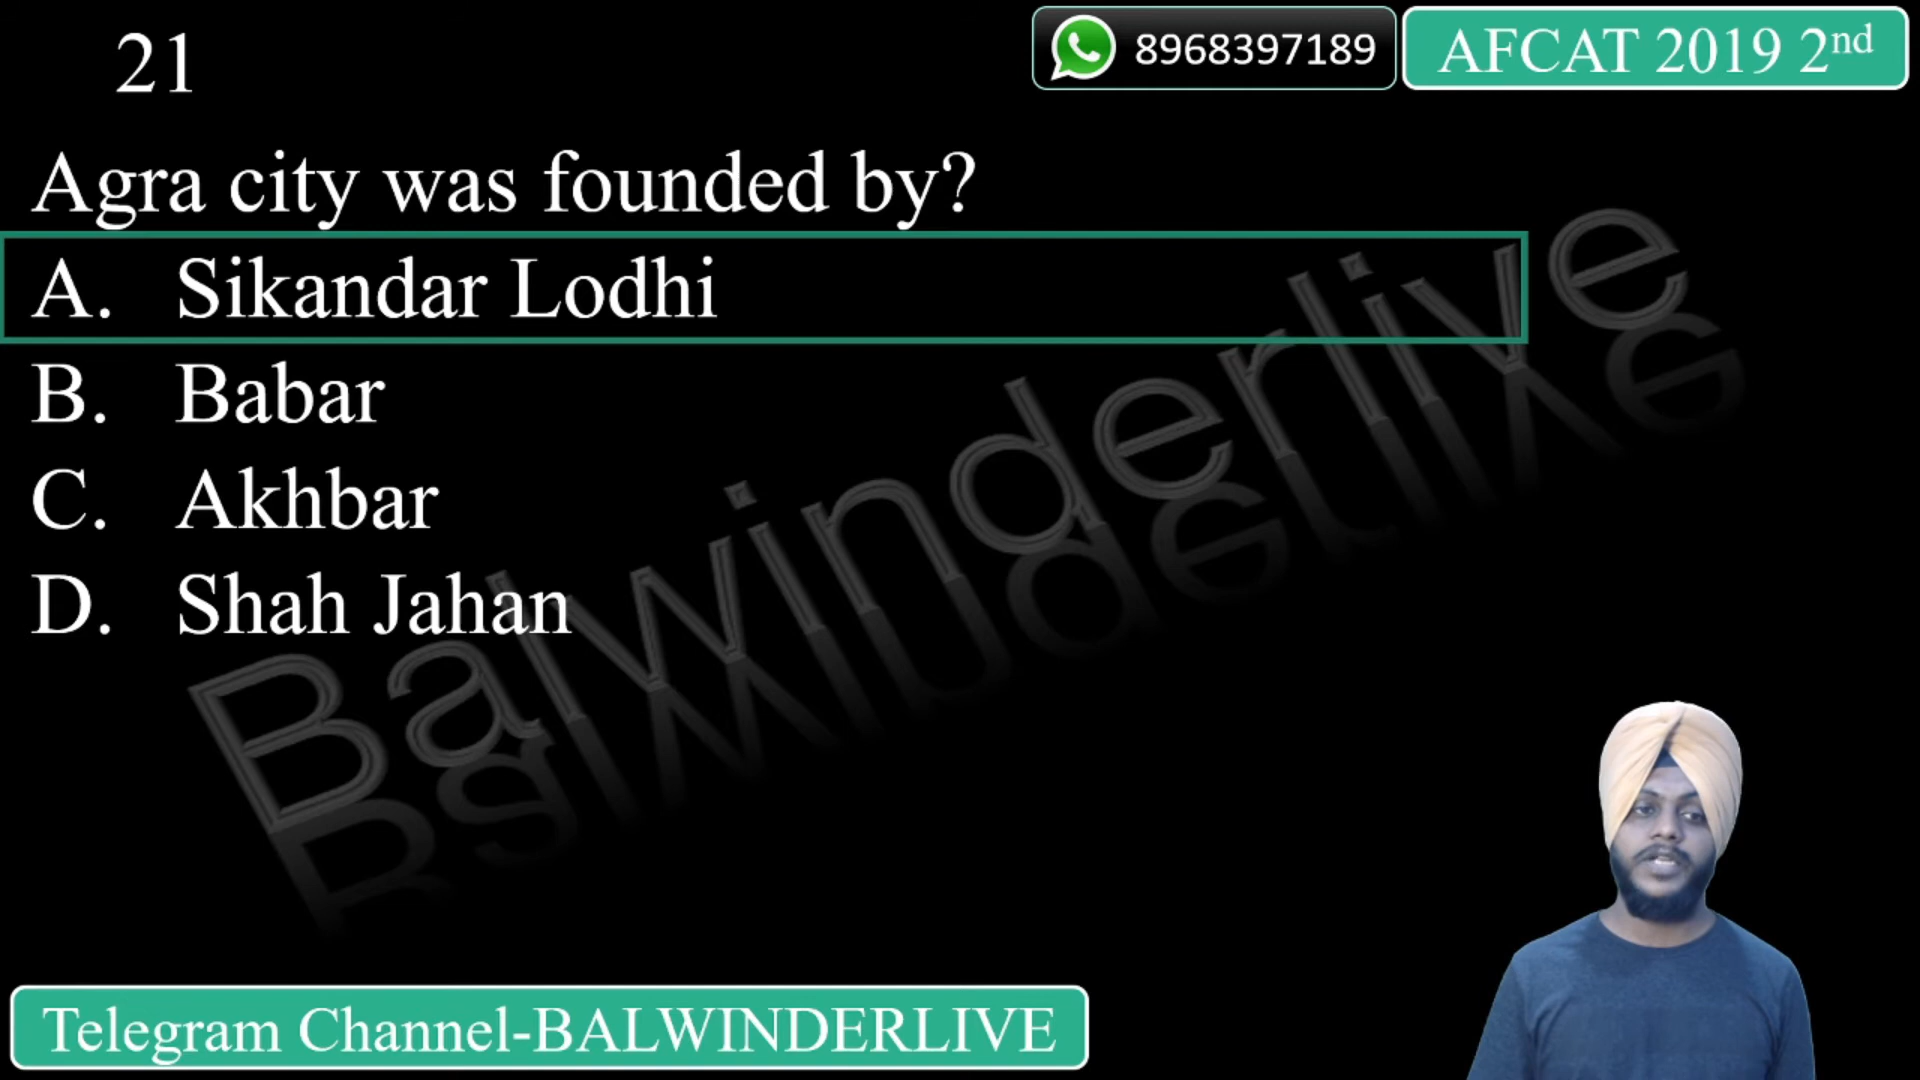 21
8968397189
AFCAT 2019 2nd
Agra city was founded by?
A. Sikandar Lodhi
B. Babar
C. Akhbar
D. Shah Jahan
Balwinderlive
Telegram Channel-BALWINDERLIVE